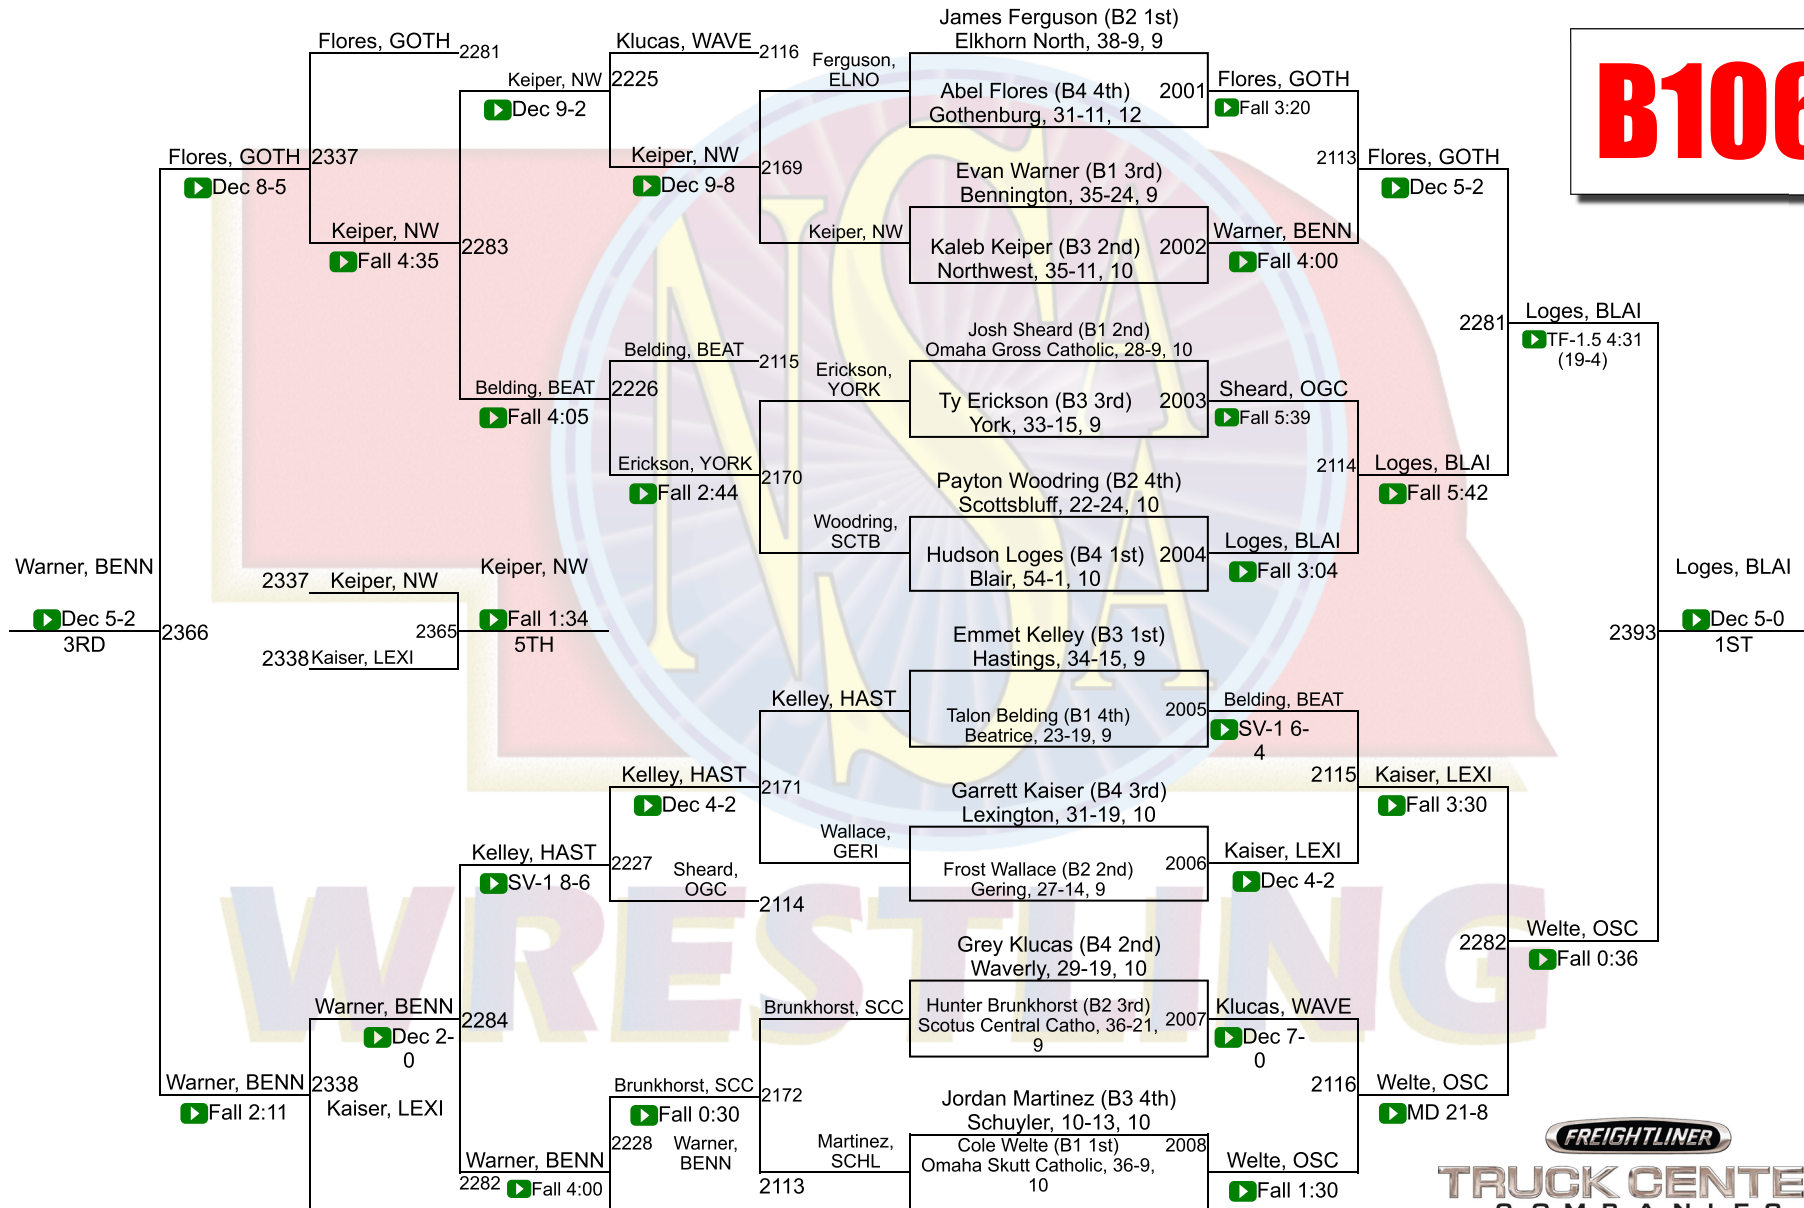 James Ferguson (B2 1st)
Elkhorn North, 38-9, 9
Abel Flores (B4 4th)
Gothenburg, 31-11, 12
2001
Evan Warner (B1 3rd)
Bennington, 35-24, 9
Kaleb Keiper (B3 2nd)
Northwest, 35-11, 10
2002
Josh Sheard (B1 2nd)
Omaha Gross Catholic, 28-9, 10
Ty Erickson (B3 3rd)
York, 33-15, 9
2003
Payton Woodring (B2 4th)
Scottsbluff, 22-24, 10
Hudson Loges (B4 1st)
Blair, 54-1, 10
2004
Emmet Kelley (B3 1st)
Hastings, 34-15, 9
Talon Belding (B1 4th)
Beatrice, 23-19, 9
2005
Garrett Kaiser (B4 3rd)
Lexington, 31-19, 10
Frost Wallace (B2 2nd)
Gering, 27-14, 9
2006
Grey Klucas (B4 2nd)
Waverly, 29-19, 10
Hunter Brunkhorst (B2 3rd)
Scotus Central Catho, 36-21,
9
2007
Jordan Martinez (B3 4th)
Schuyler, 10-13, 10
Cole Welte (B1 1st)
Omaha Skutt Catholic, 36-9,
10
2008
Flores, GOTH
Fall 3:20
Warner, BENN
Fall 4:00
Sheard, OGC
Fall 5:39
Loges, BLAI
Fall 3:04
Belding, BEAT
SV-1 6-
4
Kaiser, LEXI
Dec 4-2
Klucas, WAVE
Dec 7-
0
Welte, OSC
Fall 1:30
2113
Flores, GOTH
Dec 5-2
2114
Loges, BLAI
Fall 5:42
2115
Kaiser, LEXI
Fall 3:30
2116
Welte, OSC
MD 21-8
2281
Loges, BLAI
TF-1.5 4:31
(19-4)
2282
Welte, OSC
Fall 0:36
2393
Loges, BLAI
Dec 5-0
1ST
Ferguson,
ELNO
Keiper, NW
Erickson,
YORK
Woodring,
SCTB
Kelley, HAST
Wallace,
GERI
Brunkhorst, SCC
Martinez,
SCHL
Klucas, WAVE
2116
Keiper, NW
2169
Dec 9-8
Belding, BEAT
2115
Erickson, YORK
2170
Fall 2:44
Kelley, HAST
2171
Dec 4-2
Sheard,
OGC
2114
Brunkhorst, SCC
2172
Fall 0:30
Warner,
BENN
2113
Keiper, NW
2225
Dec 9-2
Belding, BEAT
2226
Fall 4:05
Kelley, HAST
2227
SV-1 8-6
Warner, BENN
2228
Fall 4:00
Flores, GOTH
2281
Keiper, NW
2283
Fall 4:35
Warner, BENN
2284
Dec 2-
0
Kaiser, LEXI
2282
Flores, GOTH
2337
Dec 8-5
Warner, BENN
2338
Fall 2:11
Warner, BENN
Dec 5-2
3RD
2366
2337
Keiper, NW
2338
Kaiser, LEXI
2365
Keiper, NW
Fall 1:34
5TH
B106
NSAA
WRESTLING
FREIGHTLINER
TRUCK CENTE